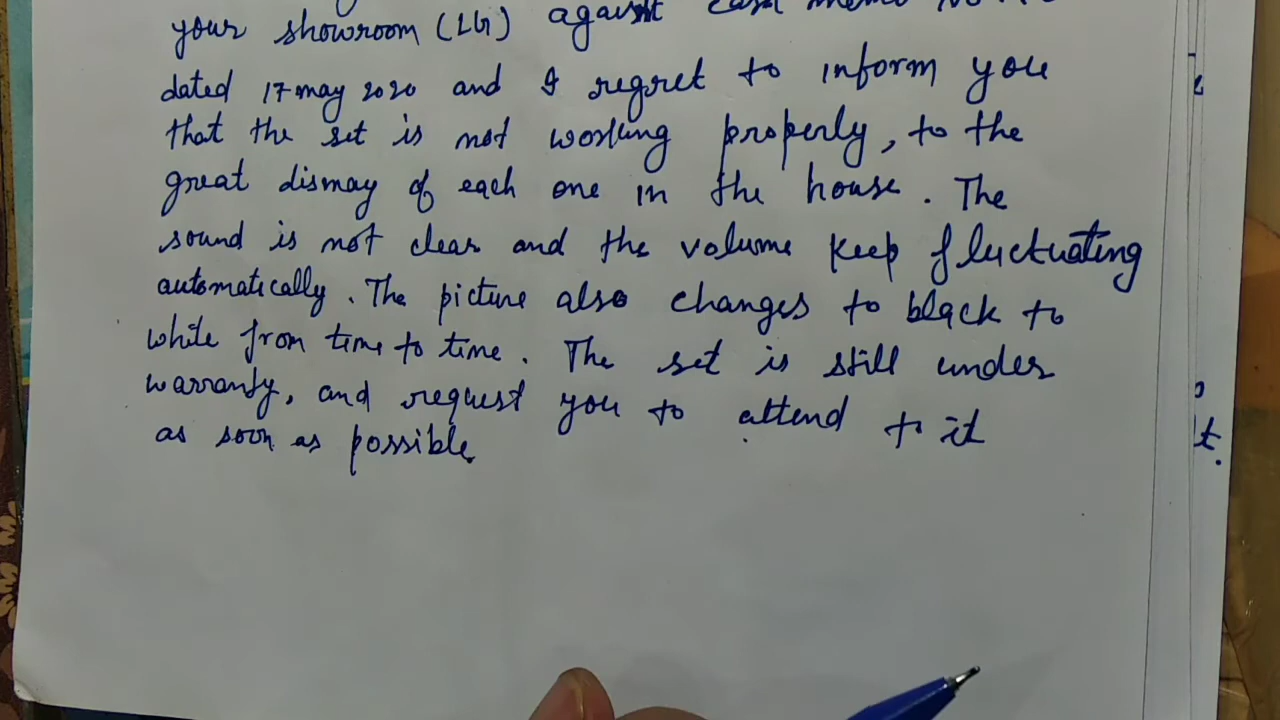 your showroom (LG) against cash memo No
dated 17 may 2020 and I regret to inform you
that the set is not working properly, to the
great dismay of each one in the house. The
sound is not clear and the volume keep fluctuating
automatically. The picture also changes to black to
white from time to time. The set is still under
warranty, and request you to attend to it
as soon as possible.
t.